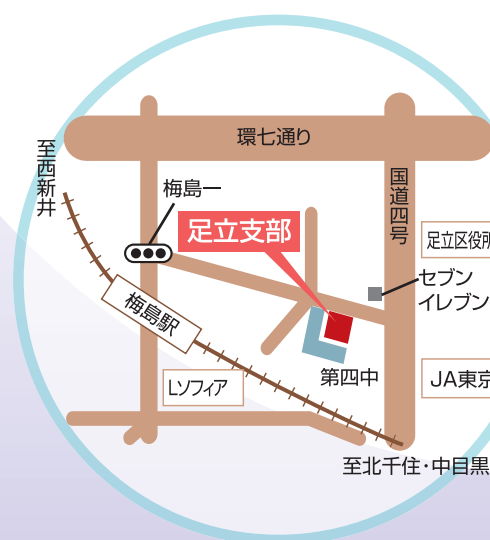 環七通り
至西新井
国道四号
梅島一
足立支部
足立区役所
セブン
イレブン
梅島駅
第四中
Lソフィア
JA東京
至北千住・中目黒